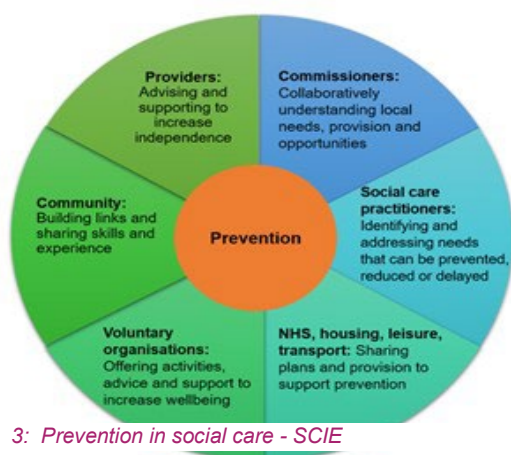 Providers:
Advising and
supporting to
increase
independence
Commissioners:
Collaboratively
understanding local
needs, provision and
opportunities
Community:
Building links and
sharing skills and
experience
Prevention
Social care
practitioners:
Identifying and
addressing needs
that can be prevented,
reduced or delayed
Voluntary
organisations:
Offering activities,
advice and support to
increase wellbeing
NHS, housing, leisure,
transport: Sharing
plans and provision to
support prevention
3: Prevention in social care - SCIE